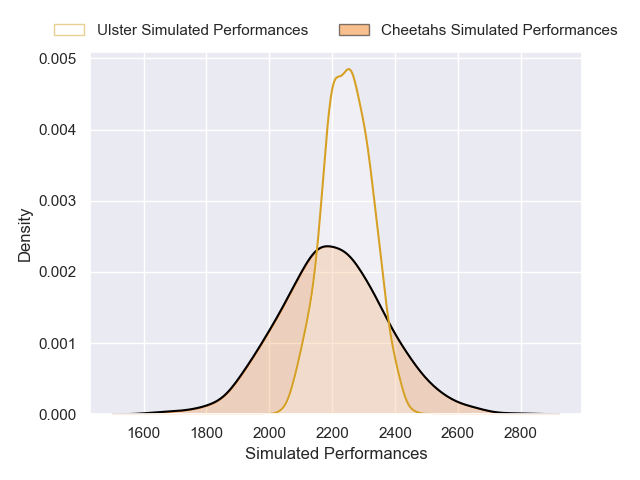 Ulster Simulated Performances Cheetahs Simulated Performances
0.005
0.004
0.003
0.002
0.001
0.000
Density
1600 1800 2000 2200 2400 2600 2800
Simulated Performances